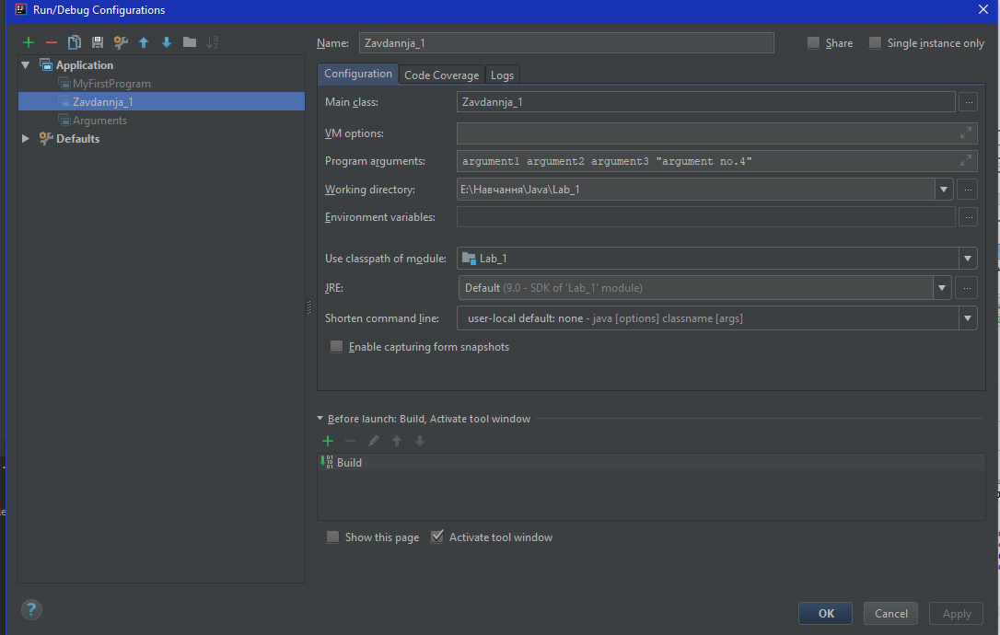 Run/Debug Configurations
Name: Zavdannja_1 Share Single instance only
Application
MyFirstProgram
Zavdannja_1
Arguments
Defaults
Configuration Code Coverage Logs
Main class: Zavdannja_1
VM options:
Program arguments: argument1 argument2 argument3 "argument no.4"
Working directory: E:\Навчання\Java\Lab_1
Environment variables:
Use classpath of module: Lab_1
JRE: Default (9.0 - SDK of 'Lab_1' module)
Shorten command line: user-local default: none - java [options] classname [args]
Enable capturing form snapshots
Before launch: Build, Activate tool window
Build
Show this page Activate tool window
OK Cancel Apply